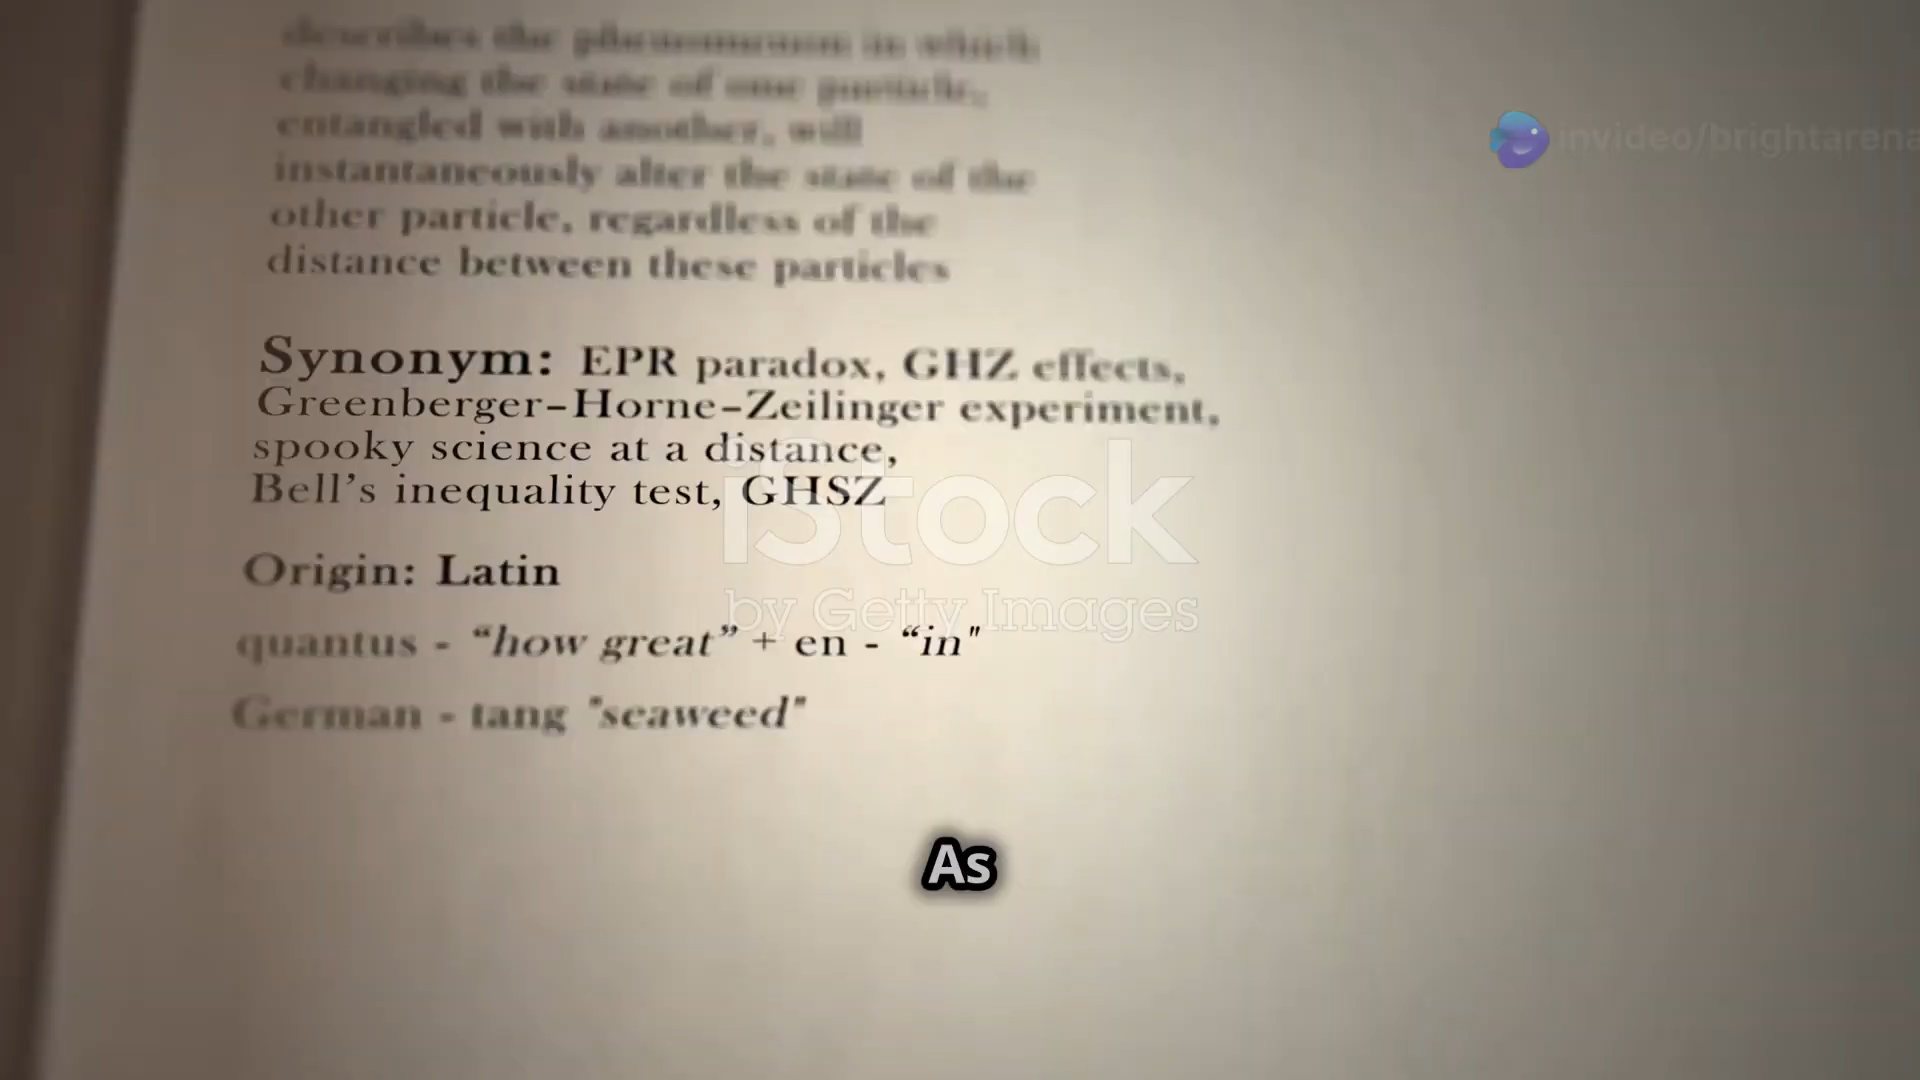 describes the phenomenon in which
changing the state of one particle,
entangled with another, will
instantaneously alter the state of the
other particle, regardless of the
distance between these particles
Synonym: EPR paradox, GHZ effects,
Greenberger-Horne-Zeilinger experiment,
spooky science at a distance,
Bell's inequality test, GHSZ
Origin: Latin
quantus - “how great” + en - “in"
German - tang "seaweed"
invideo/brightarena
iStock
by Getty Images
As